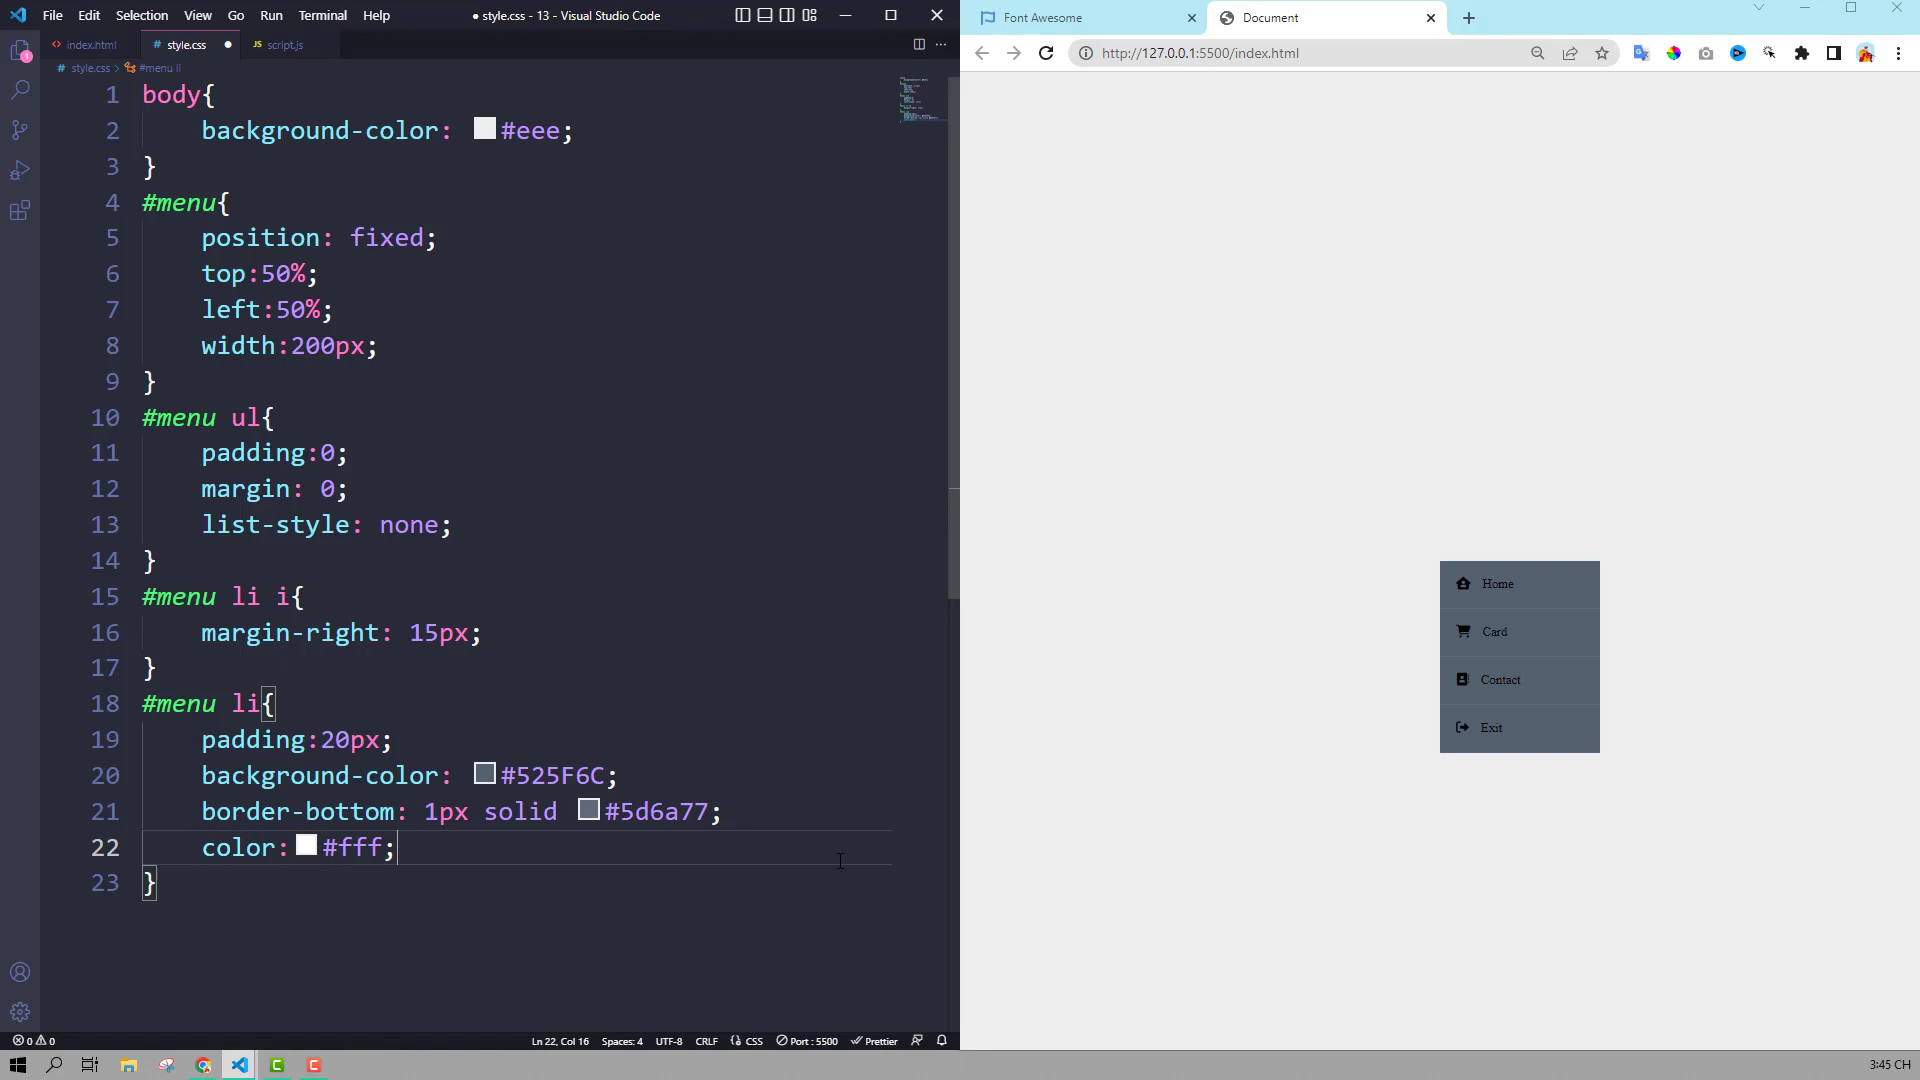 File Edit Selection View Go Run Terminal Help
● style.css - 13 - Visual Studio Code
<> index.html
# style.css ●
JS script.js
# style.css > #menu li
1 body{
2 background-color: #eee;
3 }
4 #menu{
5 position: fixed;
6 top:50%;
7 left:50%;
8 width:200px;
9 }
10 #menu ul{
11 padding:0;
12 margin: 0;
13 list-style: none;
14 }
15 #menu li i{
16 margin-right: 15px;
17 }
18 #menu li{
19 padding:20px;
20 background-color: #525F6C;
21 border-bottom: 1px solid #5d6a77;
22 color:#fff;
23 }
1
0 0
Ln 22, Col 16 Spaces: 4 UTF-8 CRLF {} CSS Port : 5500 Prettier
Font Awesome
Document
http://127.0.0.1:5500/index.html
Home
Card
Contact
Exit
3:45 CH